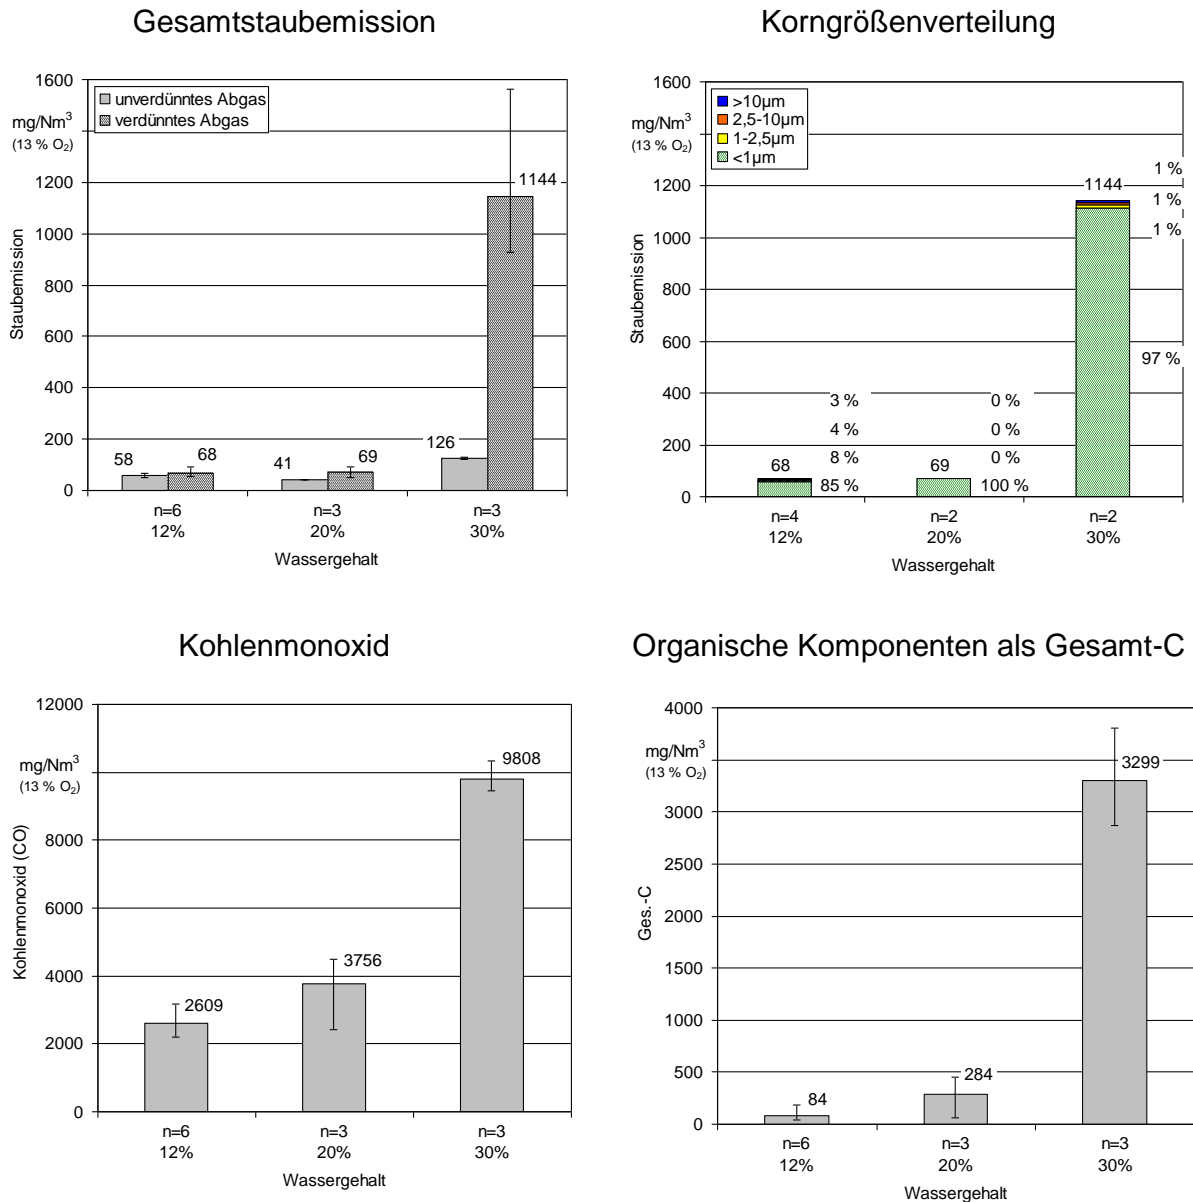 Gesamtstaubemission
1600
mg/Nm³
(13 % O₂)
1200
1000
800
600
400
200
0
Staubemission
unverdünntes Abgas
verdünntes Abgas
58
68
41
69
126
1144
n=6
12%
n=3
20%
n=3
30%
Wassergehalt
Korngrößenverteilung
1600
mg/Nm³
(13 % O₂)
1200
1000
800
600
400
200
0
Staubemission
>10µm
2,5-10µm
1-2,5µm
<1µm
68
3 %
4 %
8 %
85 %
69
0 %
0 %
0 %
100 %
1144
1 %
1 %
1 %
97 %
n=4
12%
n=2
20%
n=2
30%
Wassergehalt
Kohlenmonoxid
12000
mg/Nm³
(13 % O₂)
8000
6000
4000
2000
0
Kohlenmonoxid (CO)
2609
3756
9808
n=6
12%
n=3
20%
n=3
30%
Wassergehalt
Organische Komponenten als Gesamt-C
4000
mg/Nm³
(13 % O₂)
3000
2500
2000
1500
1000
500
0
Ges.-C
84
284
3299
n=6
12%
n=3
20%
n=3
30%
Wassergehalt